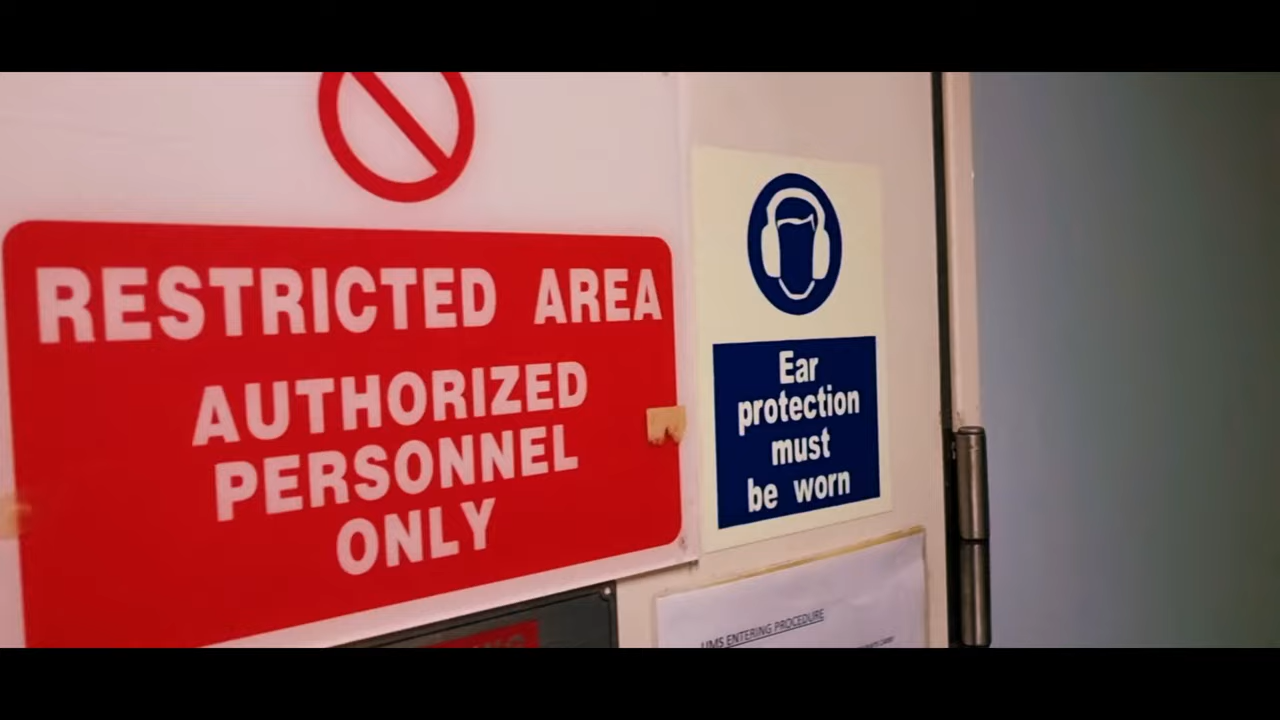 RESTRICTED AREA
AUTHORIZED
PERSONNEL
ONLY
Ear
protection
must
be worn
UMS ENTERING PROCEDURE